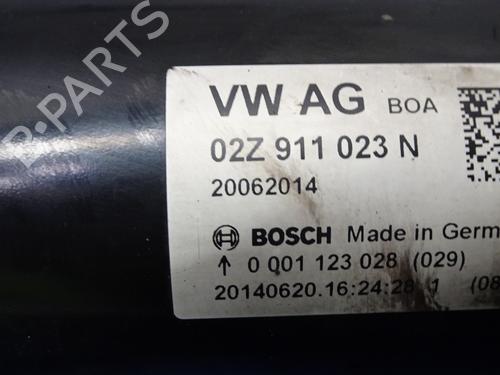 VW AG BOA
02Z 911 023 N
20062014
BOSCH Made in Germ
↑ 0 001 123 028 (029)
20140620.16:24:28 1 (08
B-PARTS